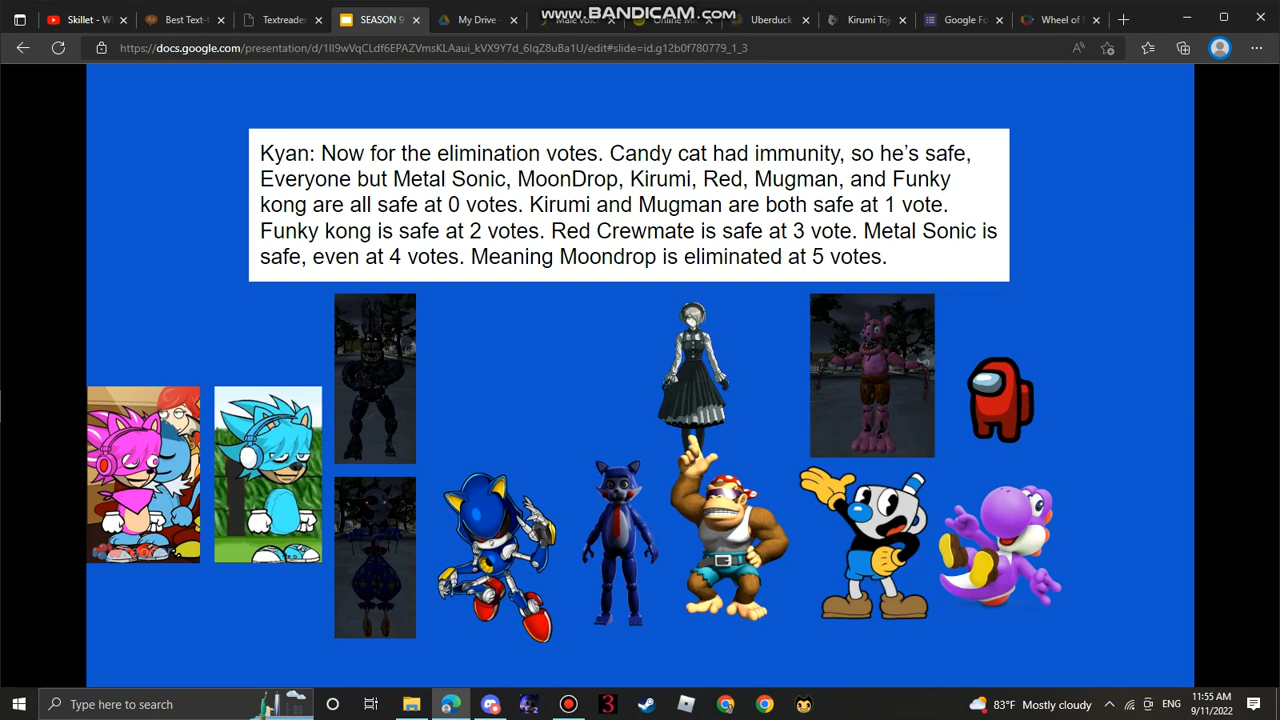 www.BANDICAM.com
Skillet - W
Best Text-t
Textreader
SEASON 9
My Drive -
Uberduck
Kirumi Toj
Google Fo
Wheel of
https://docs.google.com/presentation/d/1II9wVqCLdf6EPAZVmsKLAaui_kVX9Y7d_6IqZ8uBa1U/edit#slide=id.g12b0f780779_1_3
Kyan: Now for the elimination votes. Candy cat had immunity, so he's safe,
Everyone but Metal Sonic, MoonDrop, Kirumi, Red, Mugman, and Funky
kong are all safe at 0 votes. Kirumi and Mugman are both safe at 1 vote.
Funky kong is safe at 2 votes. Red Crewmate is safe at 3 vote. Metal Sonic is
safe, even at 4 votes. Meaning Moondrop is eliminated at 5 votes.
Type here to search
83°F Mostly cloudy
ENG
11:55 AM
9/11/2022